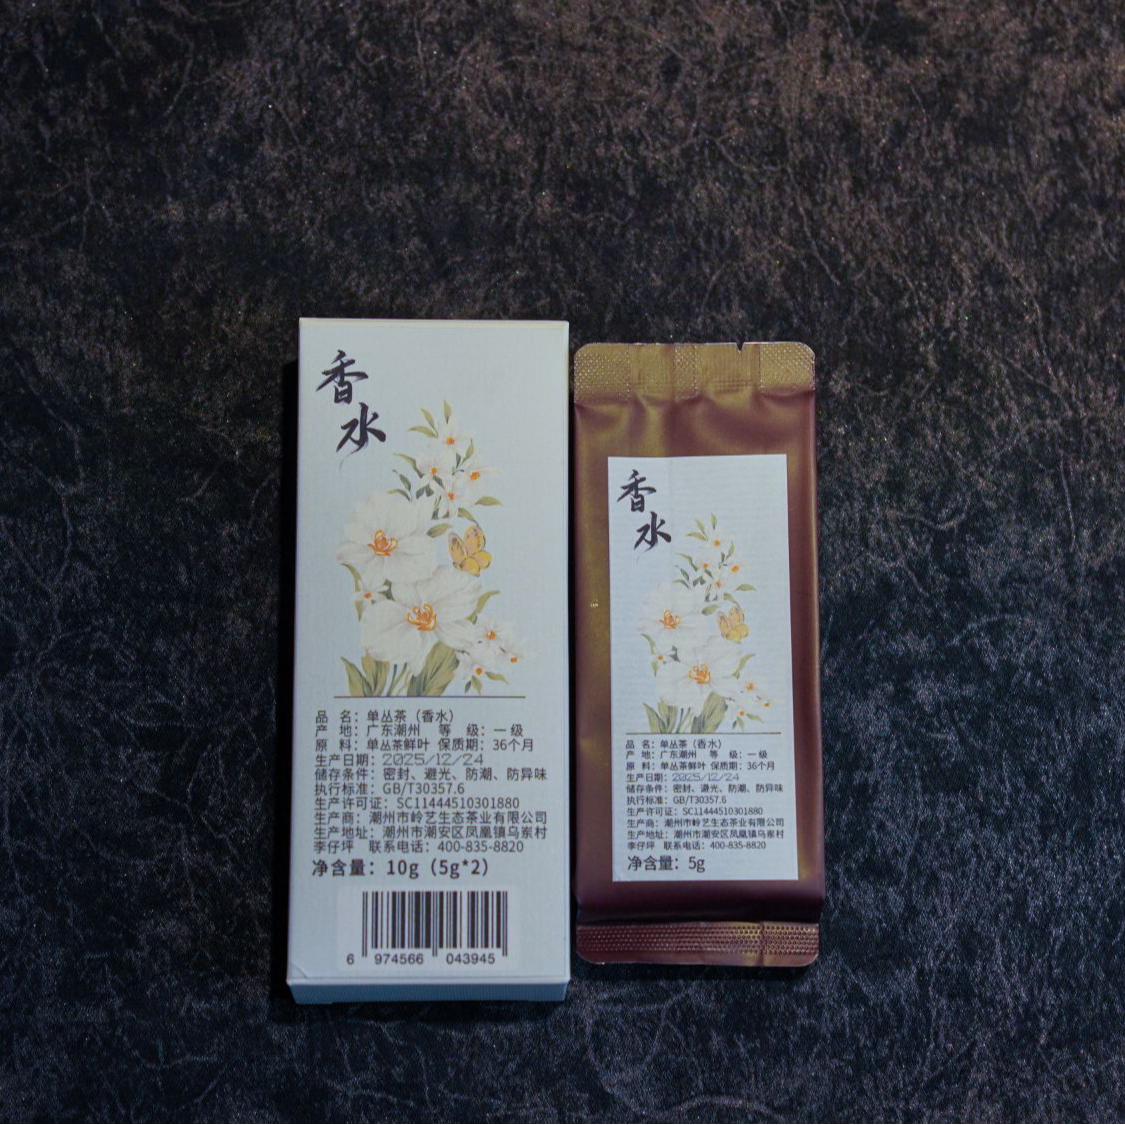 香
水
品 名：单丛茶（香水）
产 地：广东潮州 等 级：一级
原 料：单丛茶鲜叶 保质期：36个月
生产日期：2025/12/24
储存条件：密封、避光、防潮、防异味
执行标准：GB/T30357.6
生产许可证：SC11444510301880
生产商：潮州市岭艺生态茶业有限公司
生产地址：潮州市潮安区凤凰镇乌岽村
李仔坪 联系电话：400-835-8820
净含量：10g（5g*2）
6 974566 043945
香
水
品 名：单丛茶（香水）
产 地：广东潮州 等 级：一级
原 料：单丛茶鲜叶 保质期：36个月
生产日期：2025/12/24
储存条件：密封、避光、防潮、防异味
执行标准：GB/T30357.6
生产许可证：SC11444510301880
生产商：潮州市岭艺生态茶业有限公司
生产地址：潮州市潮安区凤凰镇乌岽村
李仔坪 联系电话：400-835-8820
净含量：5g